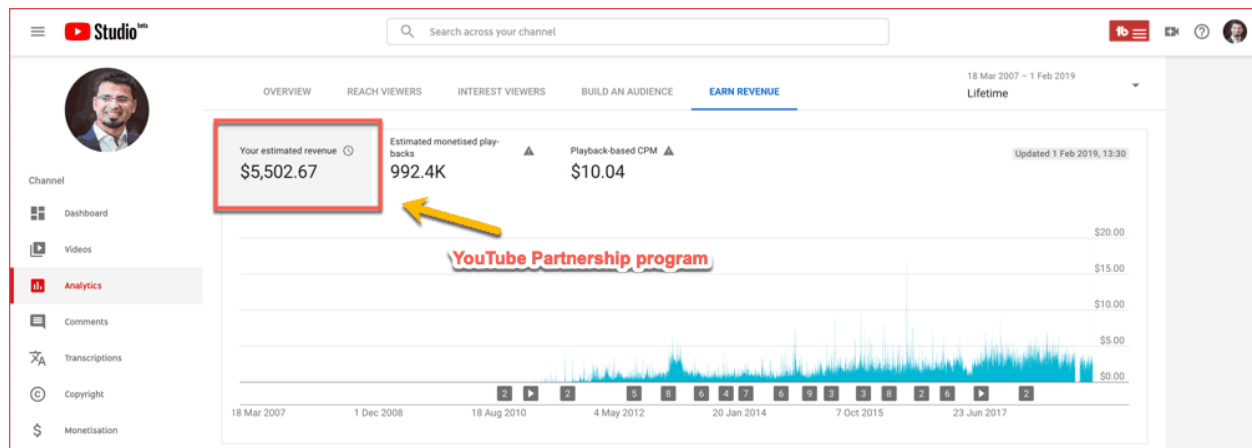 Studio beta
Search across your channel
OVERVIEW
REACH VIEWERS
INTEREST VIEWERS
BUILD AN AUDIENCE
EARN REVENUE
18 Mar 2007 – 1 Feb 2019
Lifetime
Your estimated revenue
$5,502.67
Estimated monetised play-
backs
992.4K
Playback-based CPM
$10.04
Updated 1 Feb 2019, 13:30
Channel
Dashboard
Videos
Analytics
Comments
Transcriptions
Copyright
Monetisation
YouTube Partnership program
$20.00
$15.00
$10.00
$5.00
$0.00
2 2 5 8 6 4 7 6 9 3 3 8 2 6 2
18 Mar 2007 1 Dec 2008 18 Aug 2010 4 May 2012 20 Jan 2014 7 Oct 2015 23 Jun 2017